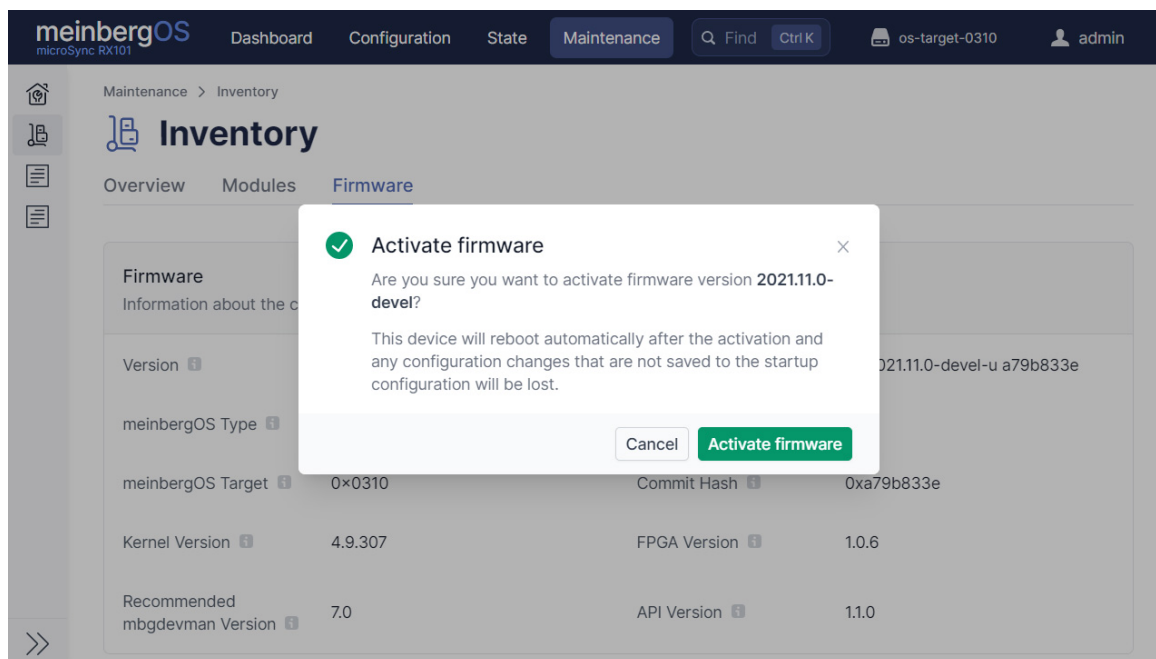 meinbergOS
microSync RX101
Dashboard Configuration State Maintenance Find Ctrl K os-target-0310 admin
Maintenance > Inventory
Inventory
Overview Modules Firmware
Activate firmware
Are you sure you want to activate firmware version 2021.11.0-
devel?
This device will reboot automatically after the activation and
any configuration changes that are not saved to the startup
configuration will be lost.
Cancel Activate firmware
Firmware
Information about the c
Version 021.11.0-devel-u a79b833e
meinbergOS Type
meinbergOS Target 0×0310 Commit Hash 0xa79b833e
Kernel Version 4.9.307 FPGA Version 1.0.6
Recommended
mbgdevman Version 7.0 API Version 1.1.0